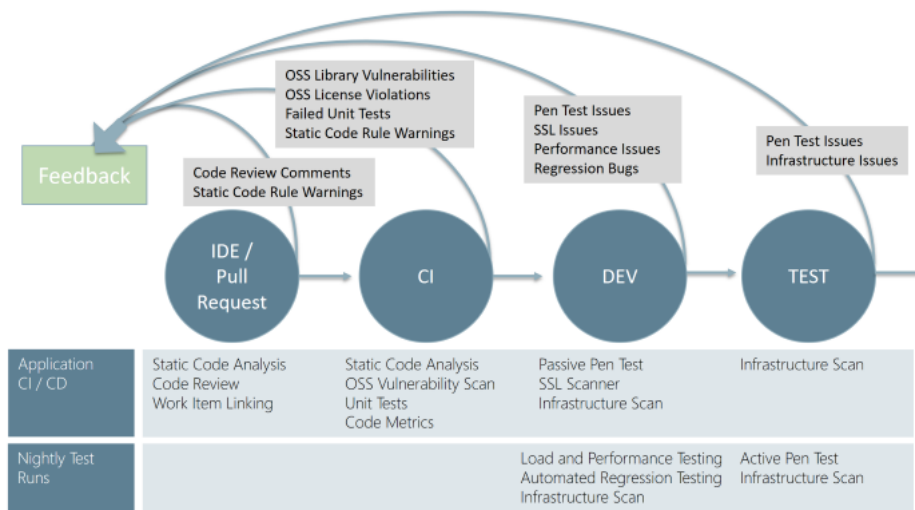 OSS Library Vulnerabilities
OSS License Violations
Failed Unit Tests
Static Code Rule Warnings
Pen Test Issues
SSL Issues
Performance Issues
Regression Bugs
Pen Test Issues
Infrastructure Issues
Feedback
Code Review Comments
Static Code Rule Warnings
IDE /
Pull
Request
CI
DEV
TEST
Application
CI / CD
Static Code Analysis
Code Review
Work Item Linking
Static Code Analysis
OSS Vulnerability Scan
Unit Tests
Code Metrics
Passive Pen Test
SSL Scanner
Infrastructure Scan
Infrastructure Scan
Nightly Test
Runs
Load and Performance Testing
Automated Regression Testing
Infrastructure Scan
Active Pen Test
Infrastructure Scan